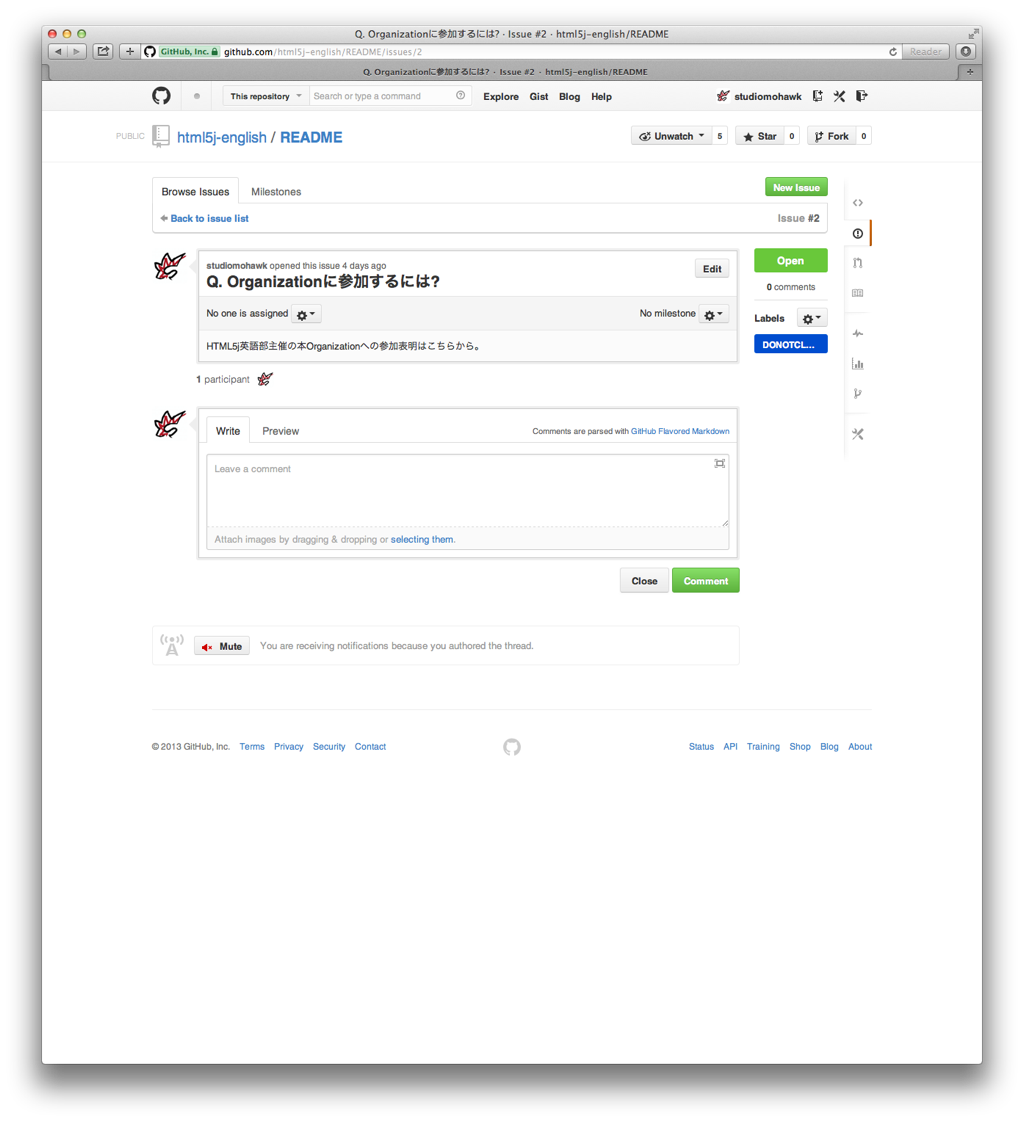 Q. Organizationに参加するには? · Issue #2 · html5j-english/README
GitHub, Inc. github.com/html5j-english/README/issues/2 Reader
Q. Organizationに参加するには? · Issue #2 · html5j-english/README
This repository Search or type a command Explore Gist Blog Help studiomohawk
PUBLIC html5j-english / README Unwatch 5 Star 0 Fork 0
Browse Issues Milestones New Issue
Back to issue list Issue #2
studiomohawk opened this issue 4 days ago
Q. Organizationに参加するには?
Edit
Open
0 comments
No one is assigned No milestone
Labels
HTML5j英語部主催の本Organizationへの参加表明はこちらから。
DONOTCL...
1 participant
Write Preview Comments are parsed with GitHub Flavored Markdown
Leave a comment
Attach images by dragging & dropping or selecting them.
Close Comment
Mute You are receiving notifications because you authored the thread.
© 2013 GitHub, Inc. Terms Privacy Security Contact Status API Training Shop Blog About